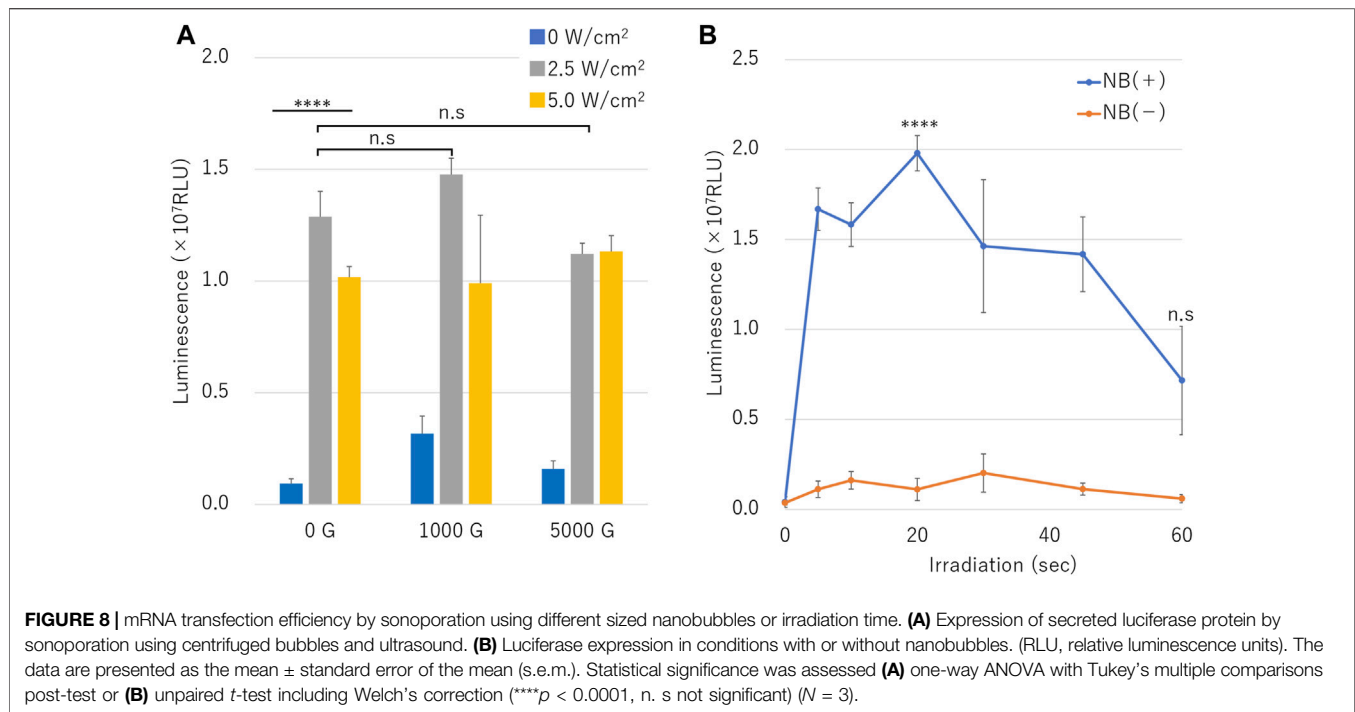 A
0 W/cm²
2.5 W/cm²
5.0 W/cm²
2.0
1.5
1.0
0.5
0.0
Luminescence (×10⁷RLU)
****
n.s
n.s
0 G 1000 G 5000 G
B
NB(+)
NB(−)
2.5
2.0
1.5
1.0
0.5
0.0
Luminescence (×10⁷RLU)
****
n.s
0 20 40 60
Irradiation (sec)
FIGURE 8 | mRNA transfection efficiency by sonoporation using different sized nanobubbles or irradiation time. (A) Expression of secreted luciferase protein by
sonoporation using centrifuged bubbles and ultrasound. (B) Luciferase expression in conditions with or without nanobubbles. (RLU, relative luminescence units). The
data are presented as the mean ± standard error of the mean (s.e.m.). Statistical significance was assessed (A) one-way ANOVA with Tukey's multiple comparisons
post-test or (B) unpaired t-test including Welch's correction (****p < 0.0001, n. s not significant) (N = 3).